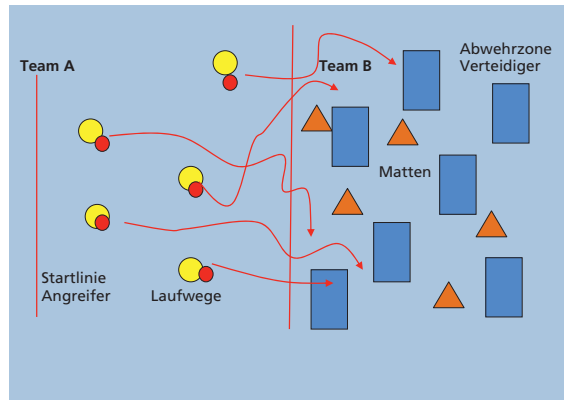 Team A
Team B
Abwehrzone
Verteidiger
Matten
Startlinie
Angreifer
Laufwege